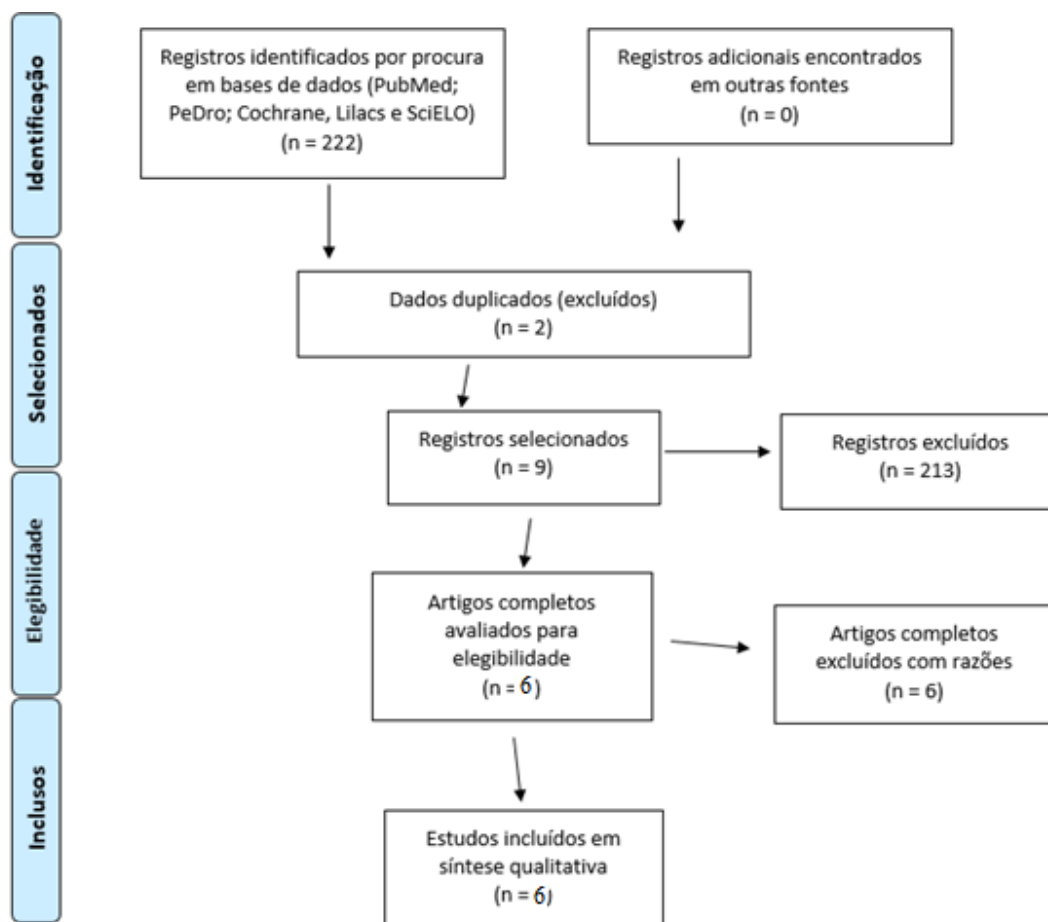 Identificação
Registros identificados por procura
em bases de dados (PubMed;
PeDro; Cochrane, Lilacs e SciELO)
(n = 222)
Registros adicionais encontrados
em outras fontes
(n = 0)
Selecionados
Dados duplicados (excluídos)
(n = 2)
Registros selecionados
(n = 9)
Registros excluídos
(n = 213)
Elegibilidade
Artigos completos
avaliados para
elegibilidade
(n = 6)
Artigos completos
excluídos com razões
(n = 6)
Inclusos
Estudos incluídos em
síntese qualitativa
(n = 6)